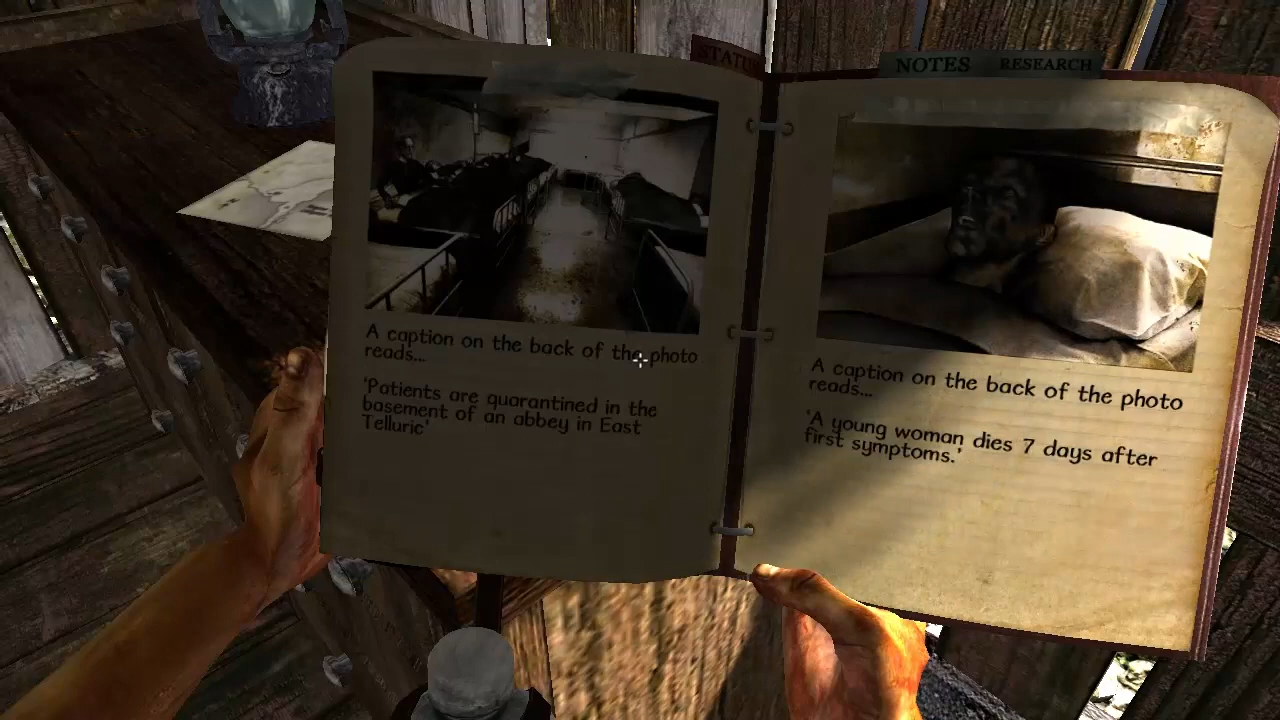 STATU
NOTES
RESEARCH
A caption on the back of the photo
reads...
'Patients are quarantined in the
basement of an abbey in East
Telluric'
A caption on the back of the photo
reads...
'A young woman dies 7 days after
first symptoms.'